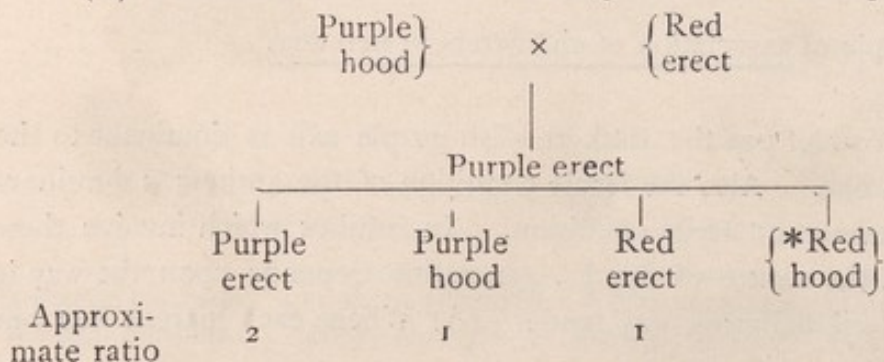 Purple} × {Red
hood} {erect
Purple erect
Purple Purple Red {*Red}
erect hood erect {hood}
Approxi-
mate ratio 2 1 1